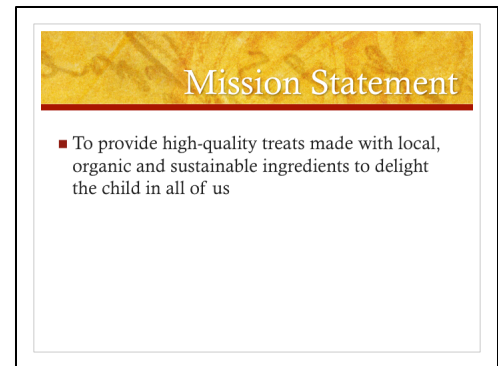 Mission Statement
To provide high-quality treats made with local,
organic and sustainable ingredients to delight
the child in all of us